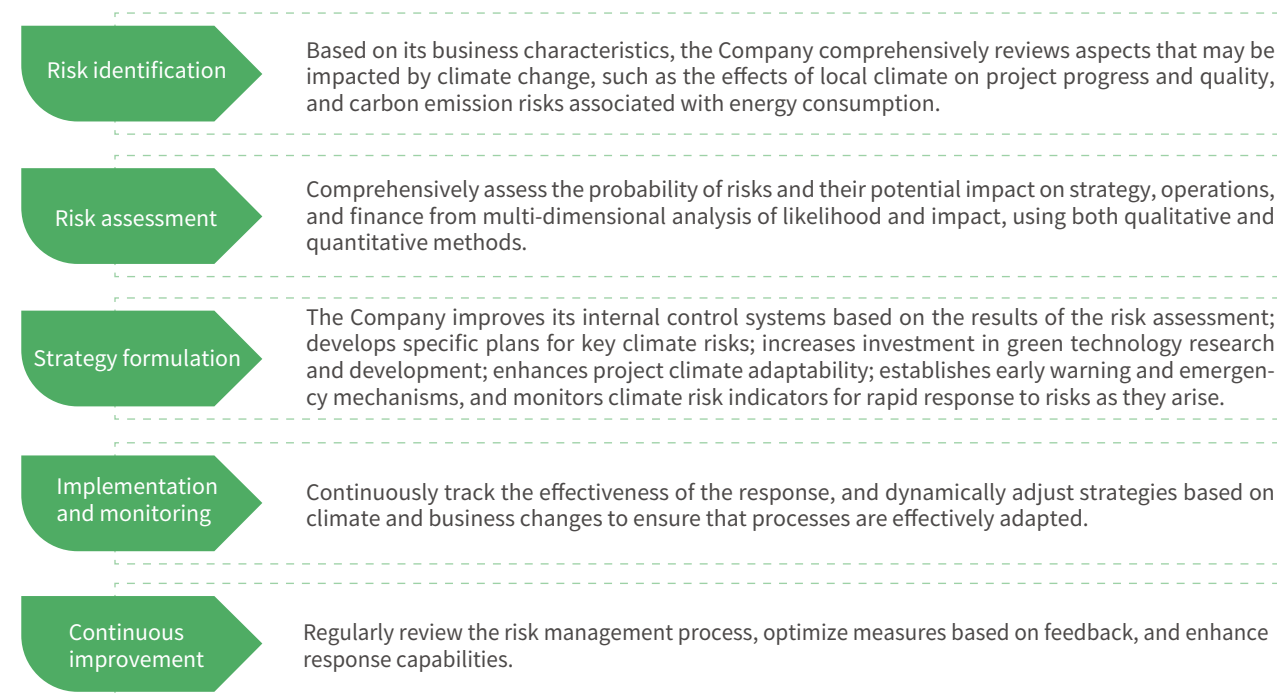 Risk identification
Based on its business characteristics, the Company comprehensively reviews aspects that may be
impacted by climate change, such as the effects of local climate on project progress and quality,
and carbon emission risks associated with energy consumption.
Risk assessment
Comprehensively assess the probability of risks and their potential impact on strategy, operations,
and finance from multi-dimensional analysis of likelihood and impact, using both qualitative and
quantitative methods.
Strategy formulation
The Company improves its internal control systems based on the results of the risk assessment;
develops specific plans for key climate risks; increases investment in green technology research
and development; enhances project climate adaptability; establishes early warning and emergen-
cy mechanisms, and monitors climate risk indicators for rapid response to risks as they arise.
Implementation
and monitoring
Continuously track the effectiveness of the response, and dynamically adjust strategies based on
climate and business changes to ensure that processes are effectively adapted.
Continuous
improvement
Regularly review the risk management process, optimize measures based on feedback, and enhance
response capabilities.